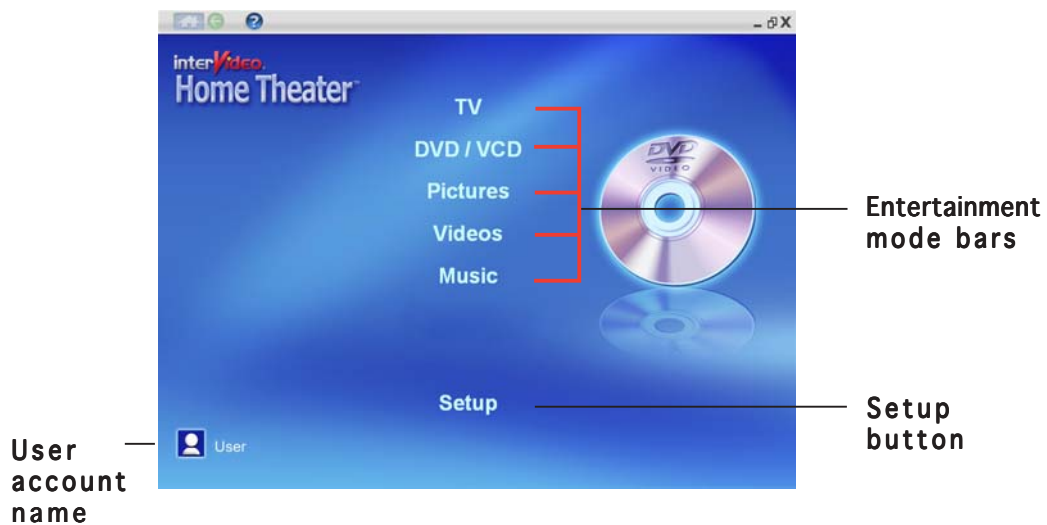 ?
X
interVideo.
Home Theater™
TV
DVD / VCD
Pictures
Videos
Music
DVD
VIDEO
Entertainment
mode bars
Setup
Setup
button
User
User
account
name